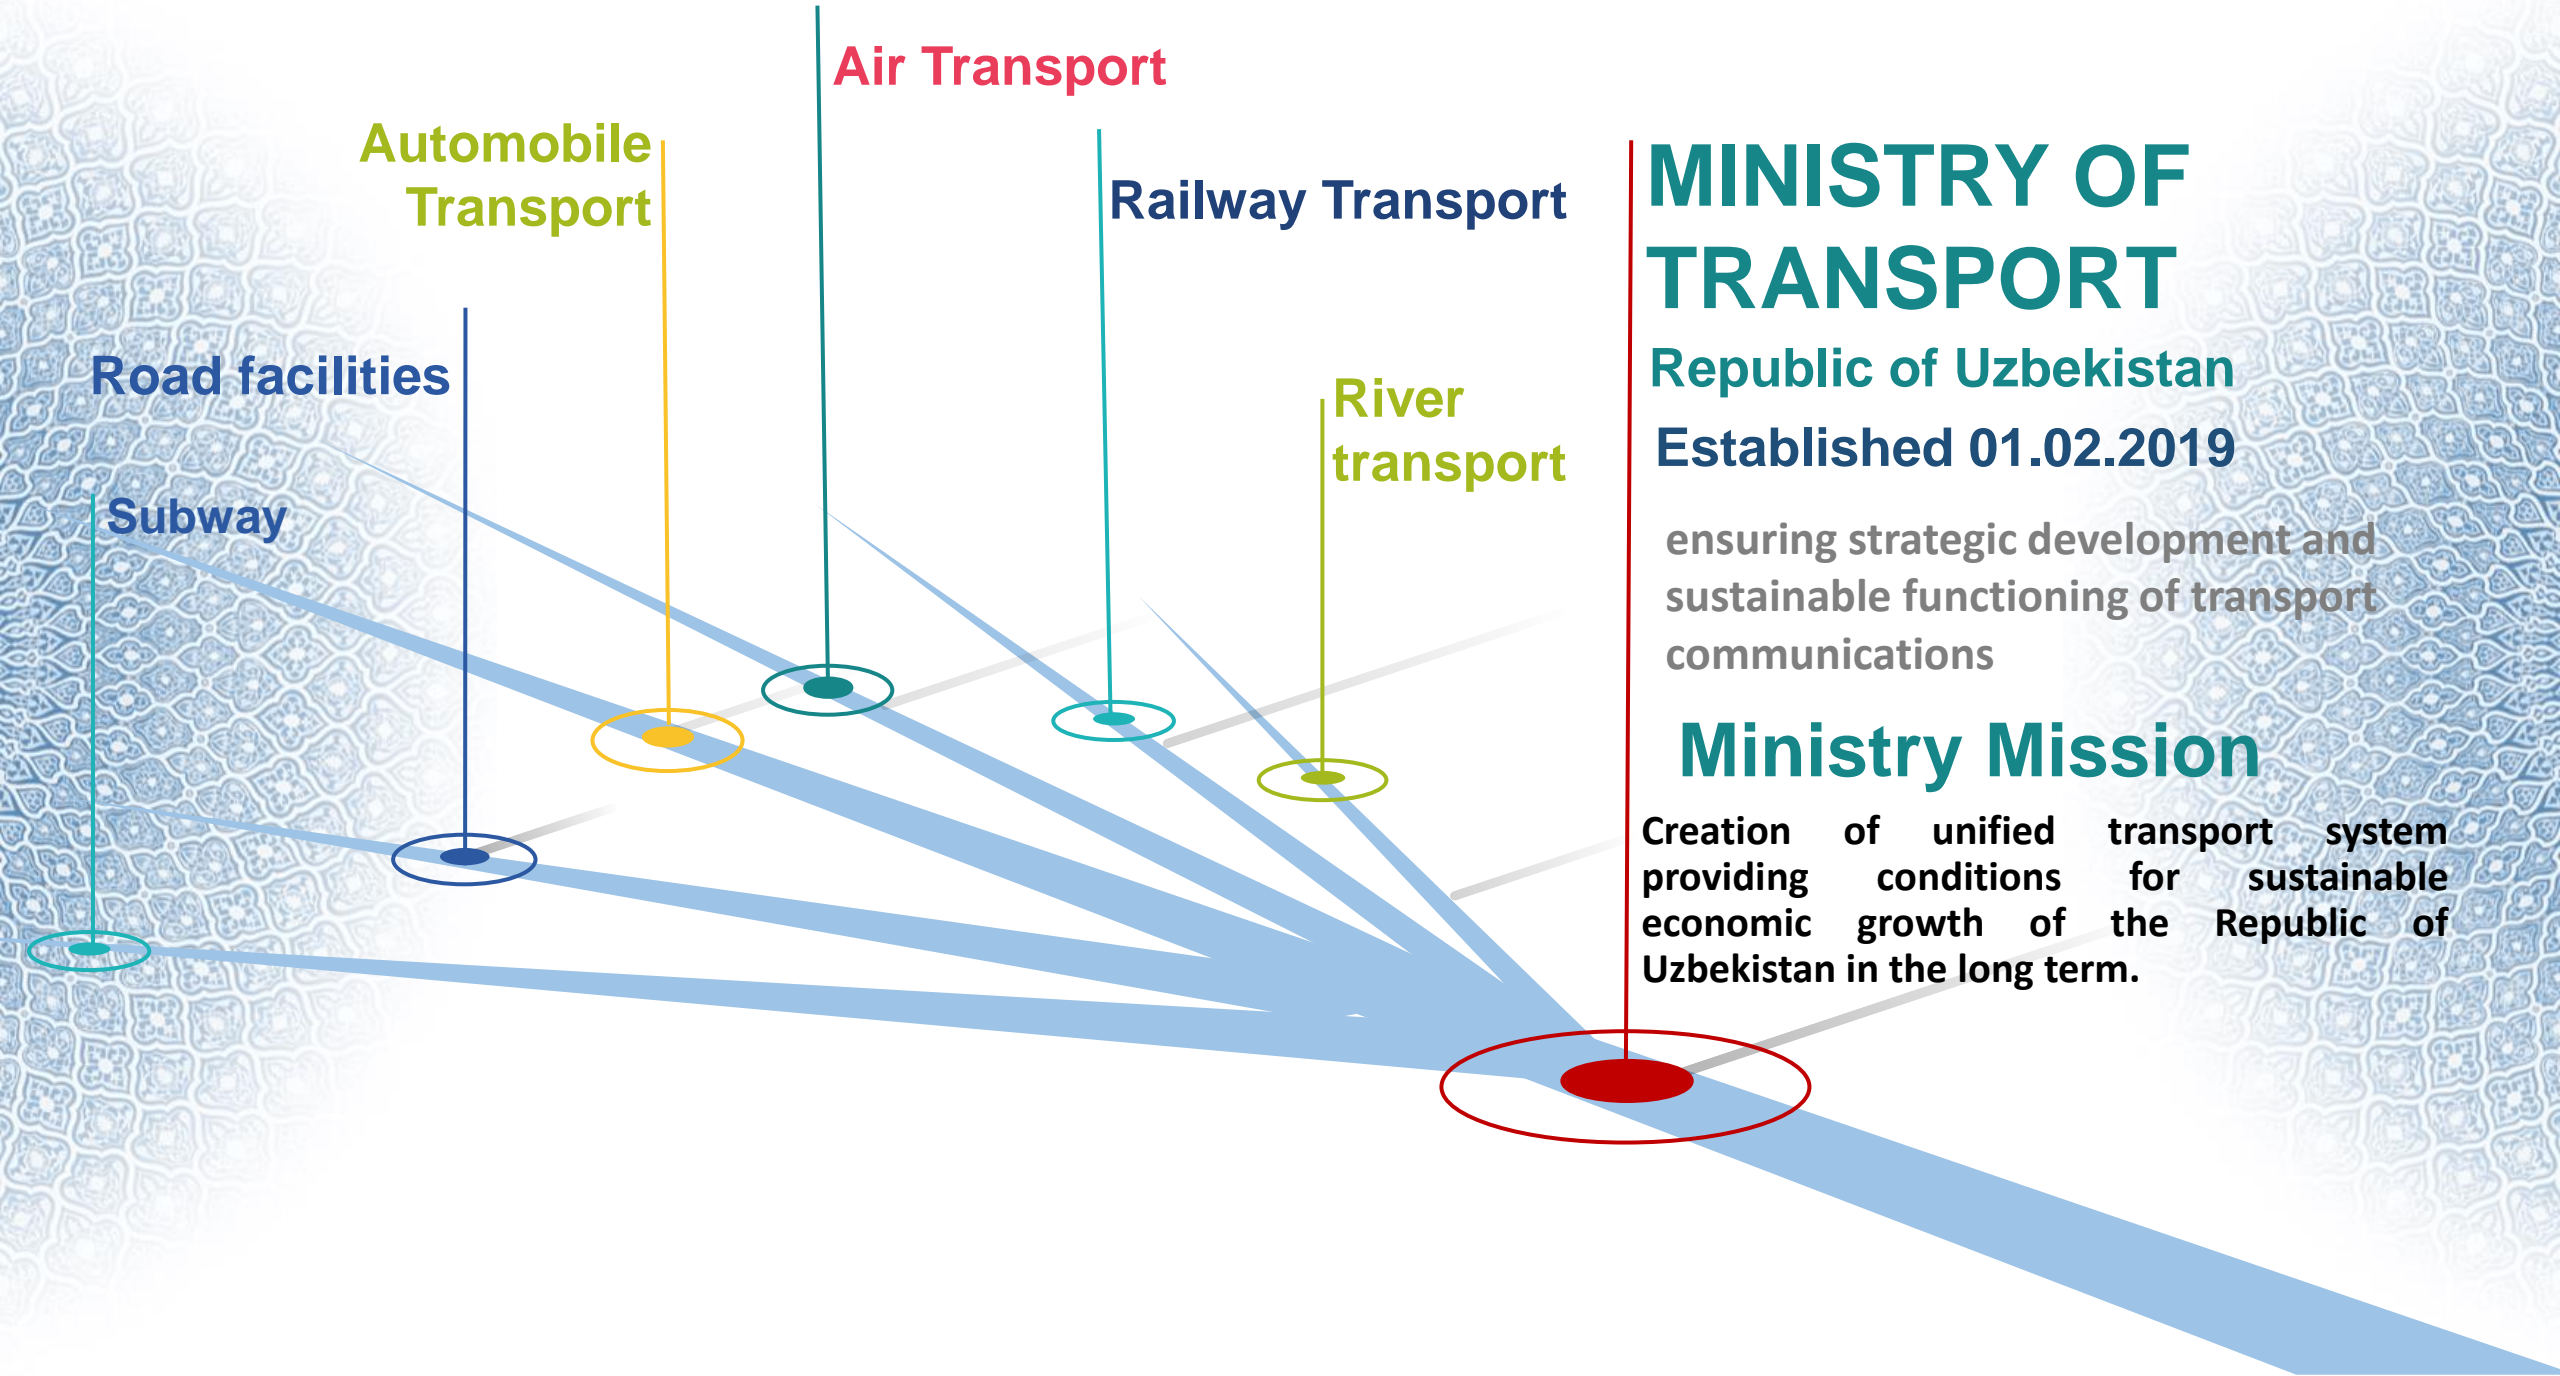 Air Transport
Automobile
Transport
Railway Transport
Road facilities
River
transport
Subway
MINISTRY OF
TRANSPORT
Republic of Uzbekistan
Established 01.02.2019
ensuring strategic development and
sustainable functioning of transport
communications
Ministry Mission
Creation of unified transport system
providing conditions for sustainable
economic growth of the Republic of
Uzbekistan in the long term.